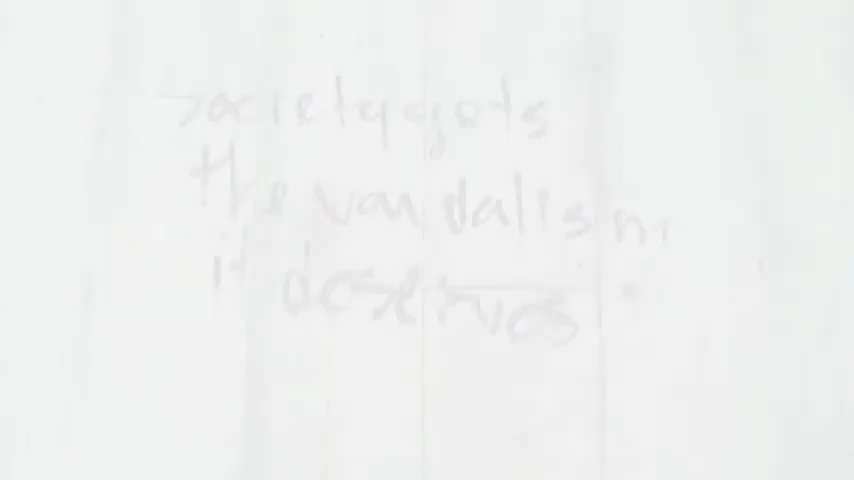 society gets
the vandalism
it deserves.